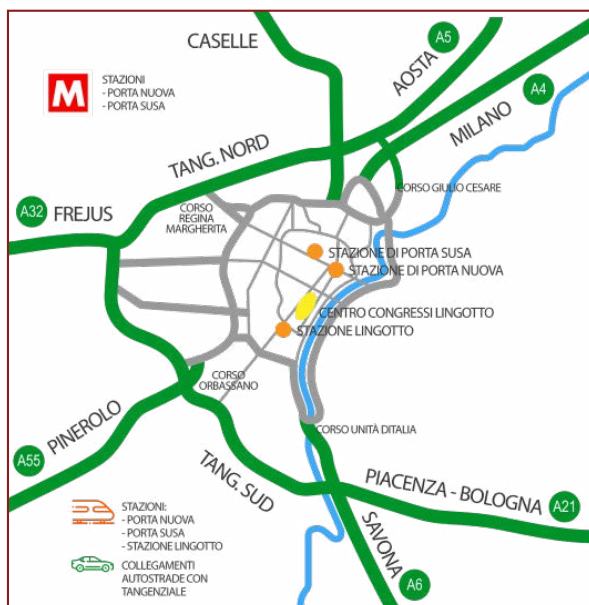 CASELLE
A5
AOSTA
A4
MILANO
M
STAZIONI
- PORTA NUOVA
- PORTA SUSA
TANG. NORD
CORSO GIULIO CESARE
A32
FREJUS
CORSO
REGINA
MARGHERITA
STAZIONE DI PORTA SUSA
STAZIONE DI PORTA NUOVA
CENTRO CONGRESSI LINGOTTO
STAZIONE LINGOTTO
CORSO
ORBASSANO
CORSO UNITÀ DITALIA
PINEROLO
A55
TANG. SUD
PIACENZA - BOLOGNA
A21
SAVONA
A6
STAZIONI:
- PORTA NUOVA
- PORTA SUSA
- STAZIONE LINGOTTO
COLLEGAMENTI
AUTOSTRADE CON
TANGENZIALE